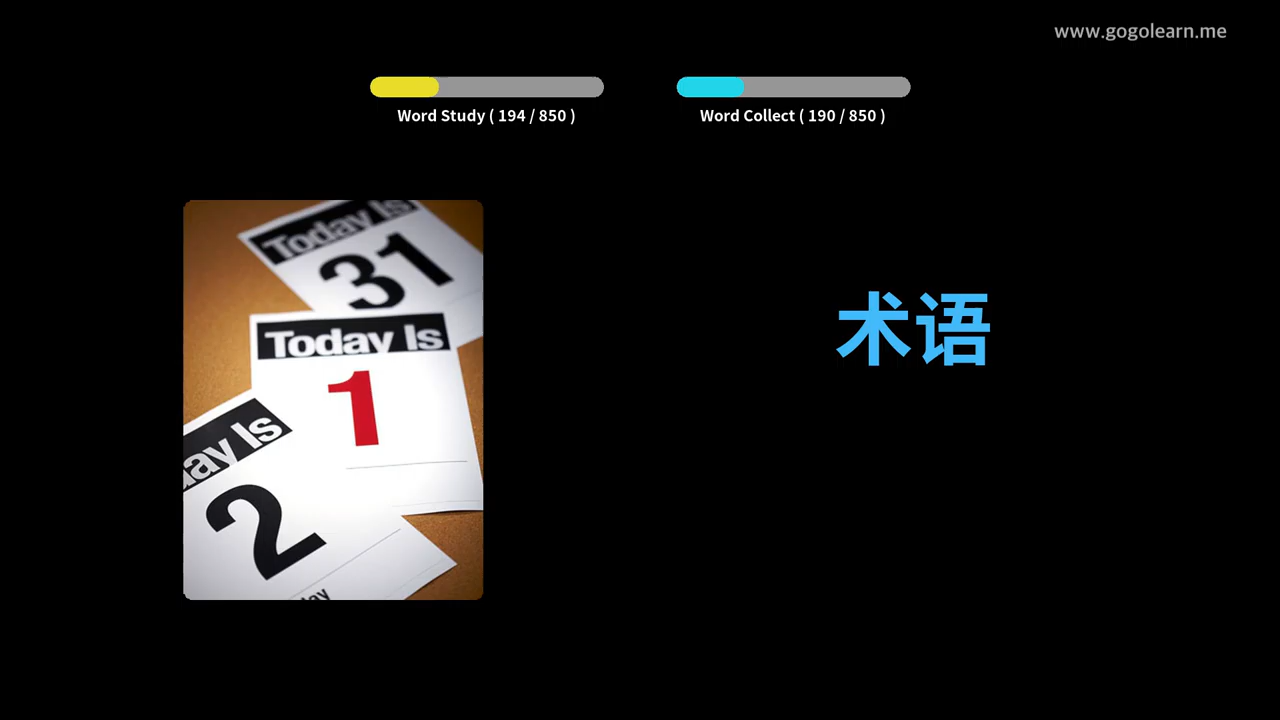 www.gogolearn.me
Word Study ( 194 / 850 )
Word Collect ( 190 / 850 )
Today Is
31
Today Is
1
ay Is
2
术语